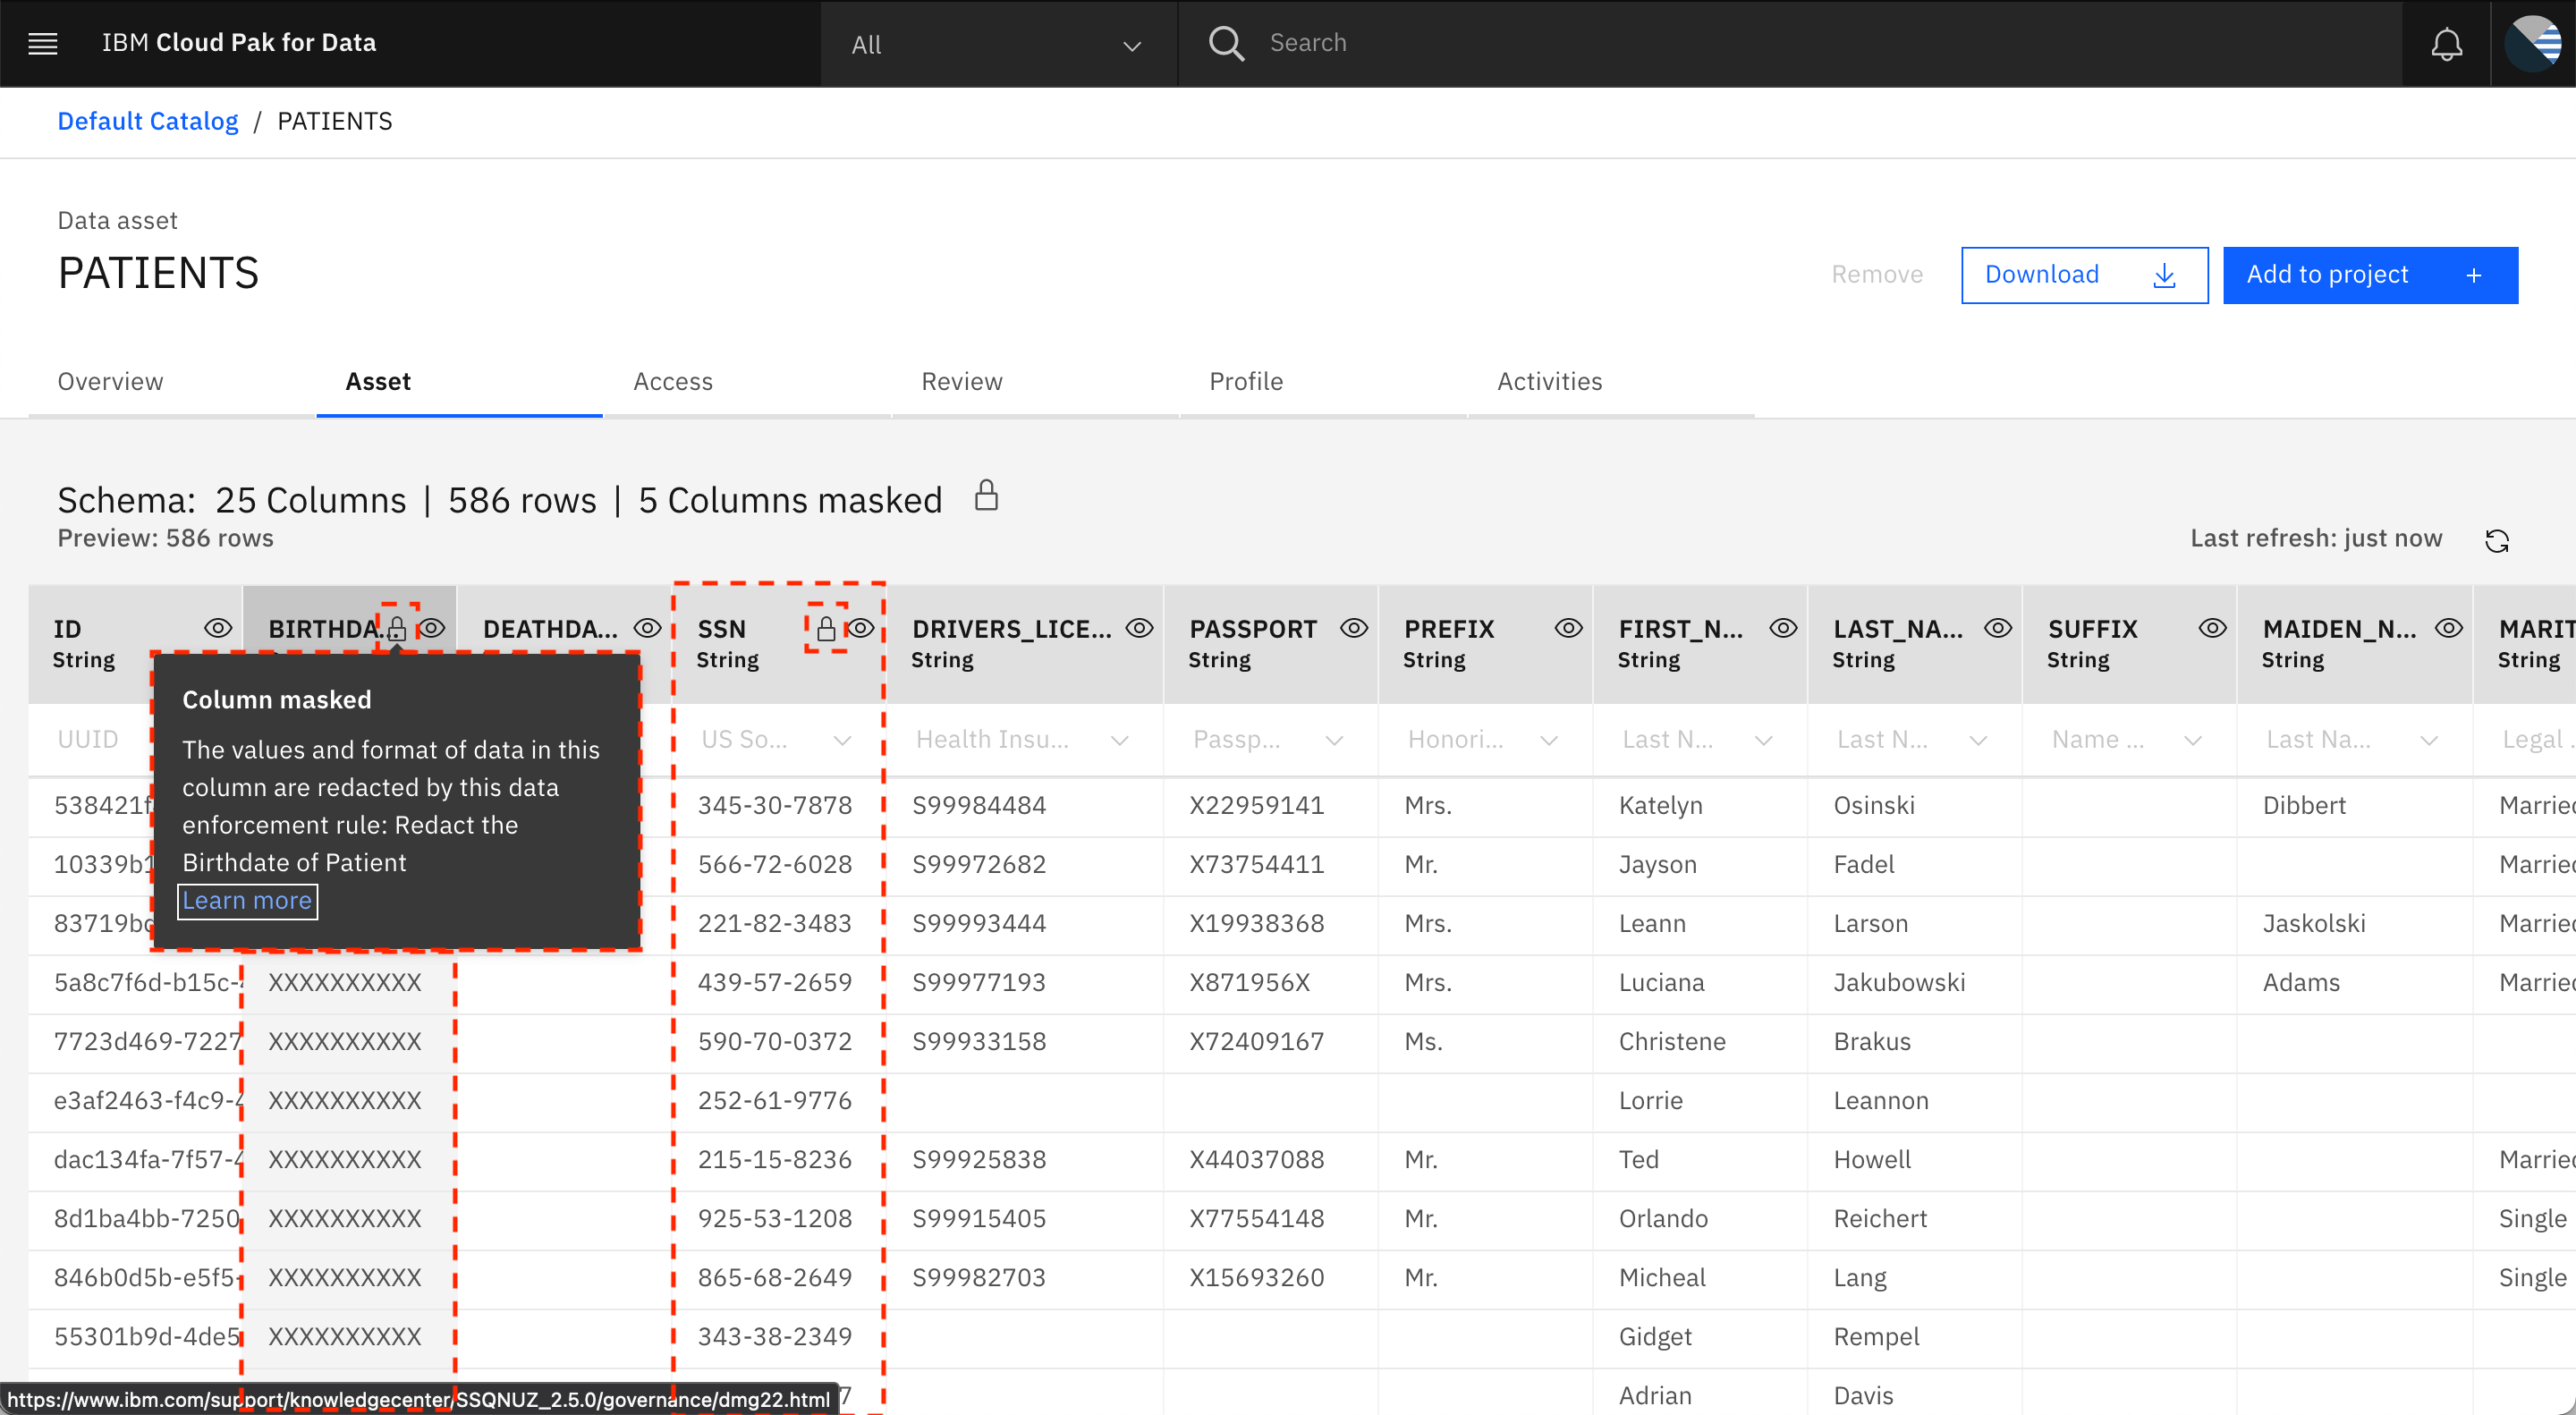 IBM Cloud Pak for Data
All
Search
Default Catalog / PATIENTS
Data asset
PATIENTS
Remove
Download
Add to project +
Overview
Asset
Access
Review
Profile
Activities
Schema: 25 Columns | 586 rows | 5 Columns masked
Preview: 586 rows
Last refresh: just now
ID BIRTHDA... DEATHDA... SSN DRIVERS_LICE... PASSPORT PREFIX FIRST_N... LAST_NA... SUFFIX MAIDEN_N... MARIT
String String String String String String String String String String
Column masked
The values and format of data in this
column are redacted by this data
enforcement rule: Redact the
Birthdate of Patient
Learn more
UUID US So... Health Insu... Passp... Honori... Last N... Last N... Name ... Last Na... Legal .
538421f 345-30-7878 S99984484 X22959141 Mrs. Katelyn Osinski Dibbert Married
10339b1 566-72-6028 S99972682 X73754411 Mr. Jayson Fadel Married
83719bc 221-82-3483 S99993444 X19938368 Mrs. Leann Larson Jaskolski Married
5a8c7f6d-b15c-4 XXXXXXXXXX 439-57-2659 S99977193 X871956X Mrs. Luciana Jakubowski Adams Married
7723d469-7227 XXXXXXXXXX 590-70-0372 S99933158 X72409167 Ms. Christene Brakus
e3af2463-f4c9-4 XXXXXXXXXX 252-61-9776 Lorrie Leannon
dac134fa-7f57-4 XXXXXXXXXX 215-15-8236 S99925838 X44037088 Mr. Ted Howell Married
8d1ba4bb-7250 XXXXXXXXXX 925-53-1208 S99915405 X77554148 Mr. Orlando Reichert Single
846b0d5b-e5f5- XXXXXXXXXX 865-68-2649 S99982703 X15693260 Mr. Micheal Lang Single
55301b9d-4de5 XXXXXXXXXX 343-38-2349 Gidget Rempel
7 Adrian Davis
https://www.ibm.com/support/knowledgecenter/SSQNUZ_2.5.0/governance/dmg22.html